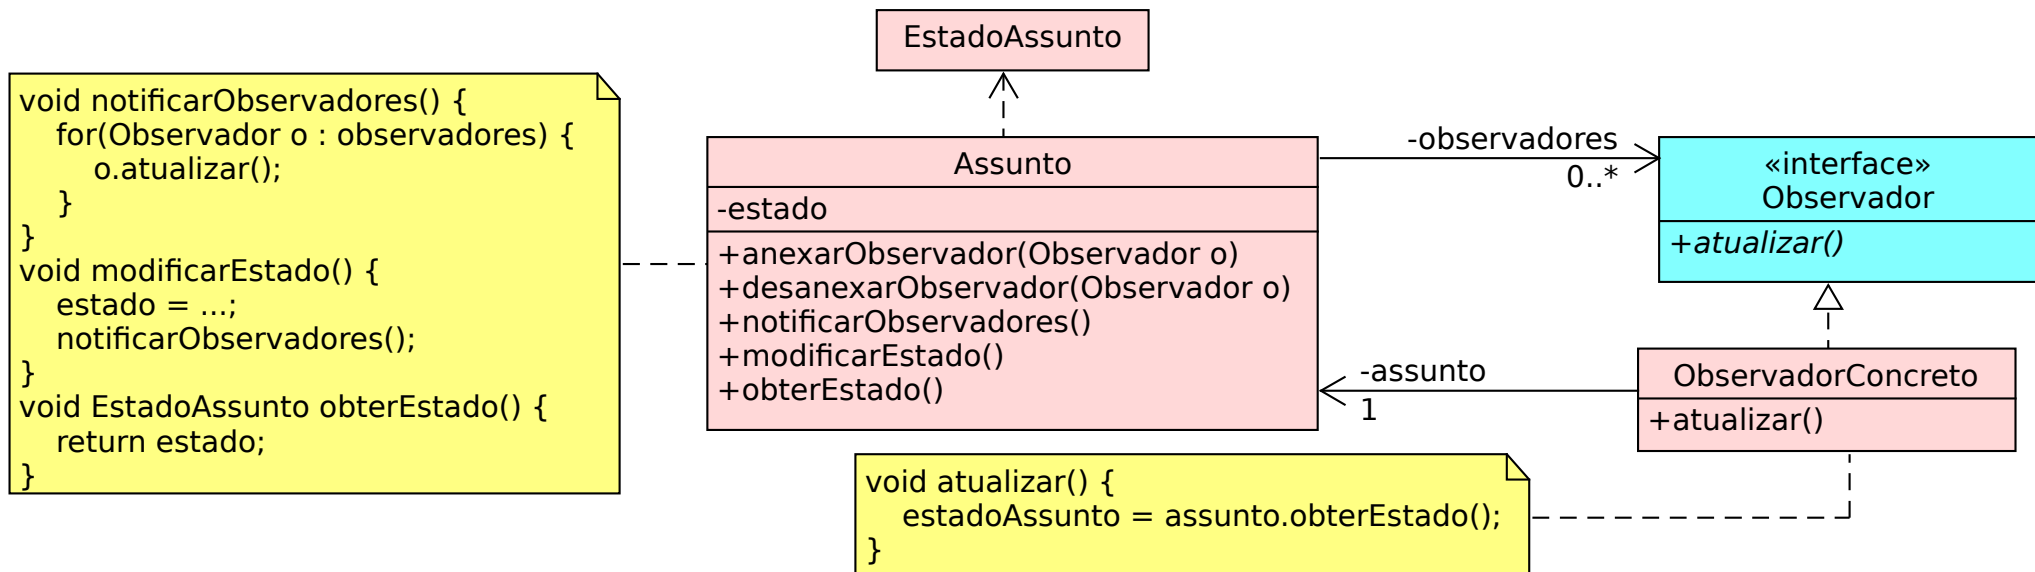 EstadoAssunto
void notificarObservadores() {
for(Observador o : observadores) {
o.atualizar();
}
}
void modificarEstado() {
estado = ...;
notificarObservadores();
}
void EstadoAssunto obterEstado() {
return estado;
}
Assunto
-estado
+anexarObservador(Observador o)
+desanexarObservador(Observador o)
+notificarObservadores()
+modificarEstado()
+obterEstado()
-observadores
0..*
«interface»
Observador
+atualizar()
-assunto
1
ObservadorConcreto
+atualizar()
void atualizar() {
estadoAssunto = assunto.obterEstado();
}